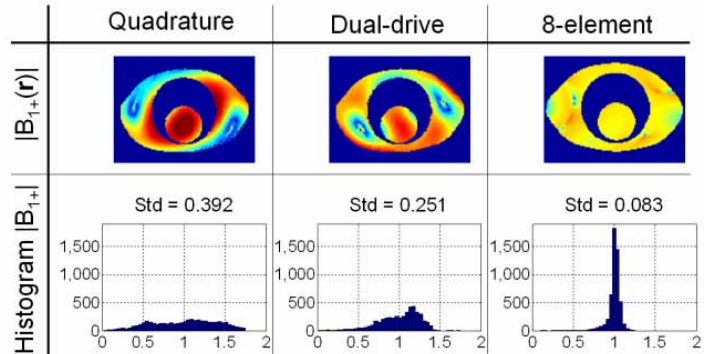 Quadrature Dual-drive 8-element
|B1+(r)|
Histogram |B1+|
Std = 0.392 Std = 0.251 Std = 0.083
1,500 1,500 1,500
1,000 1,000 1,000
500 500 500
0 0 0
0 0.5 1 1.5 2 0 0.5 1 1.5 2 0 0.5 1 1.5 2